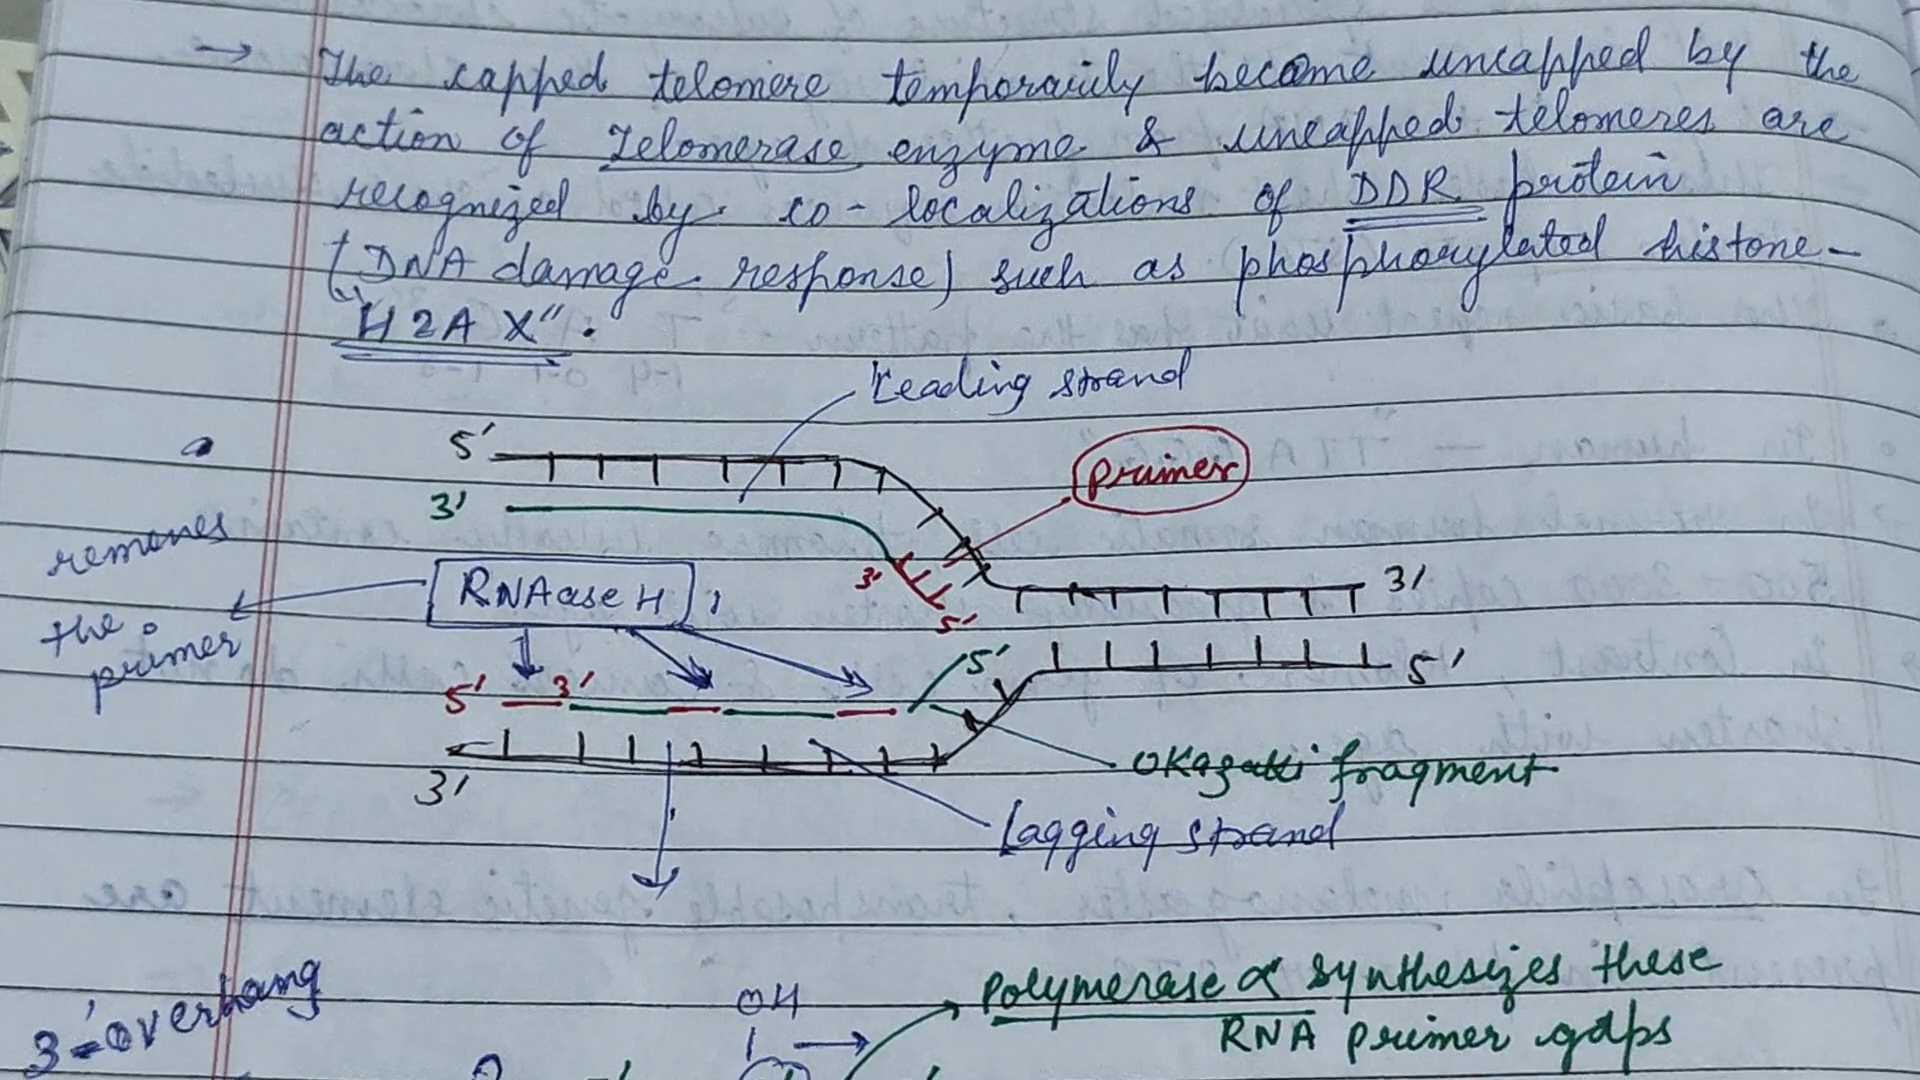 → The capped telomere temporarily become uncapped by the
action of Telomerase enzyme & uncapped telomeres are
recognized by co-localizations of DDR protein
(DNA damage response) such as phosphorylated histone-
"H2AX".
Leading strand
5'
primer
3'
removes
3'
3'
RNAase H
the
primer
5'
5'
5'
3'
5'
Okazaki fragment
3'
Lagging strand
3'-overhang
OH
Polymerase α synthesizes these
RNA primer gaps